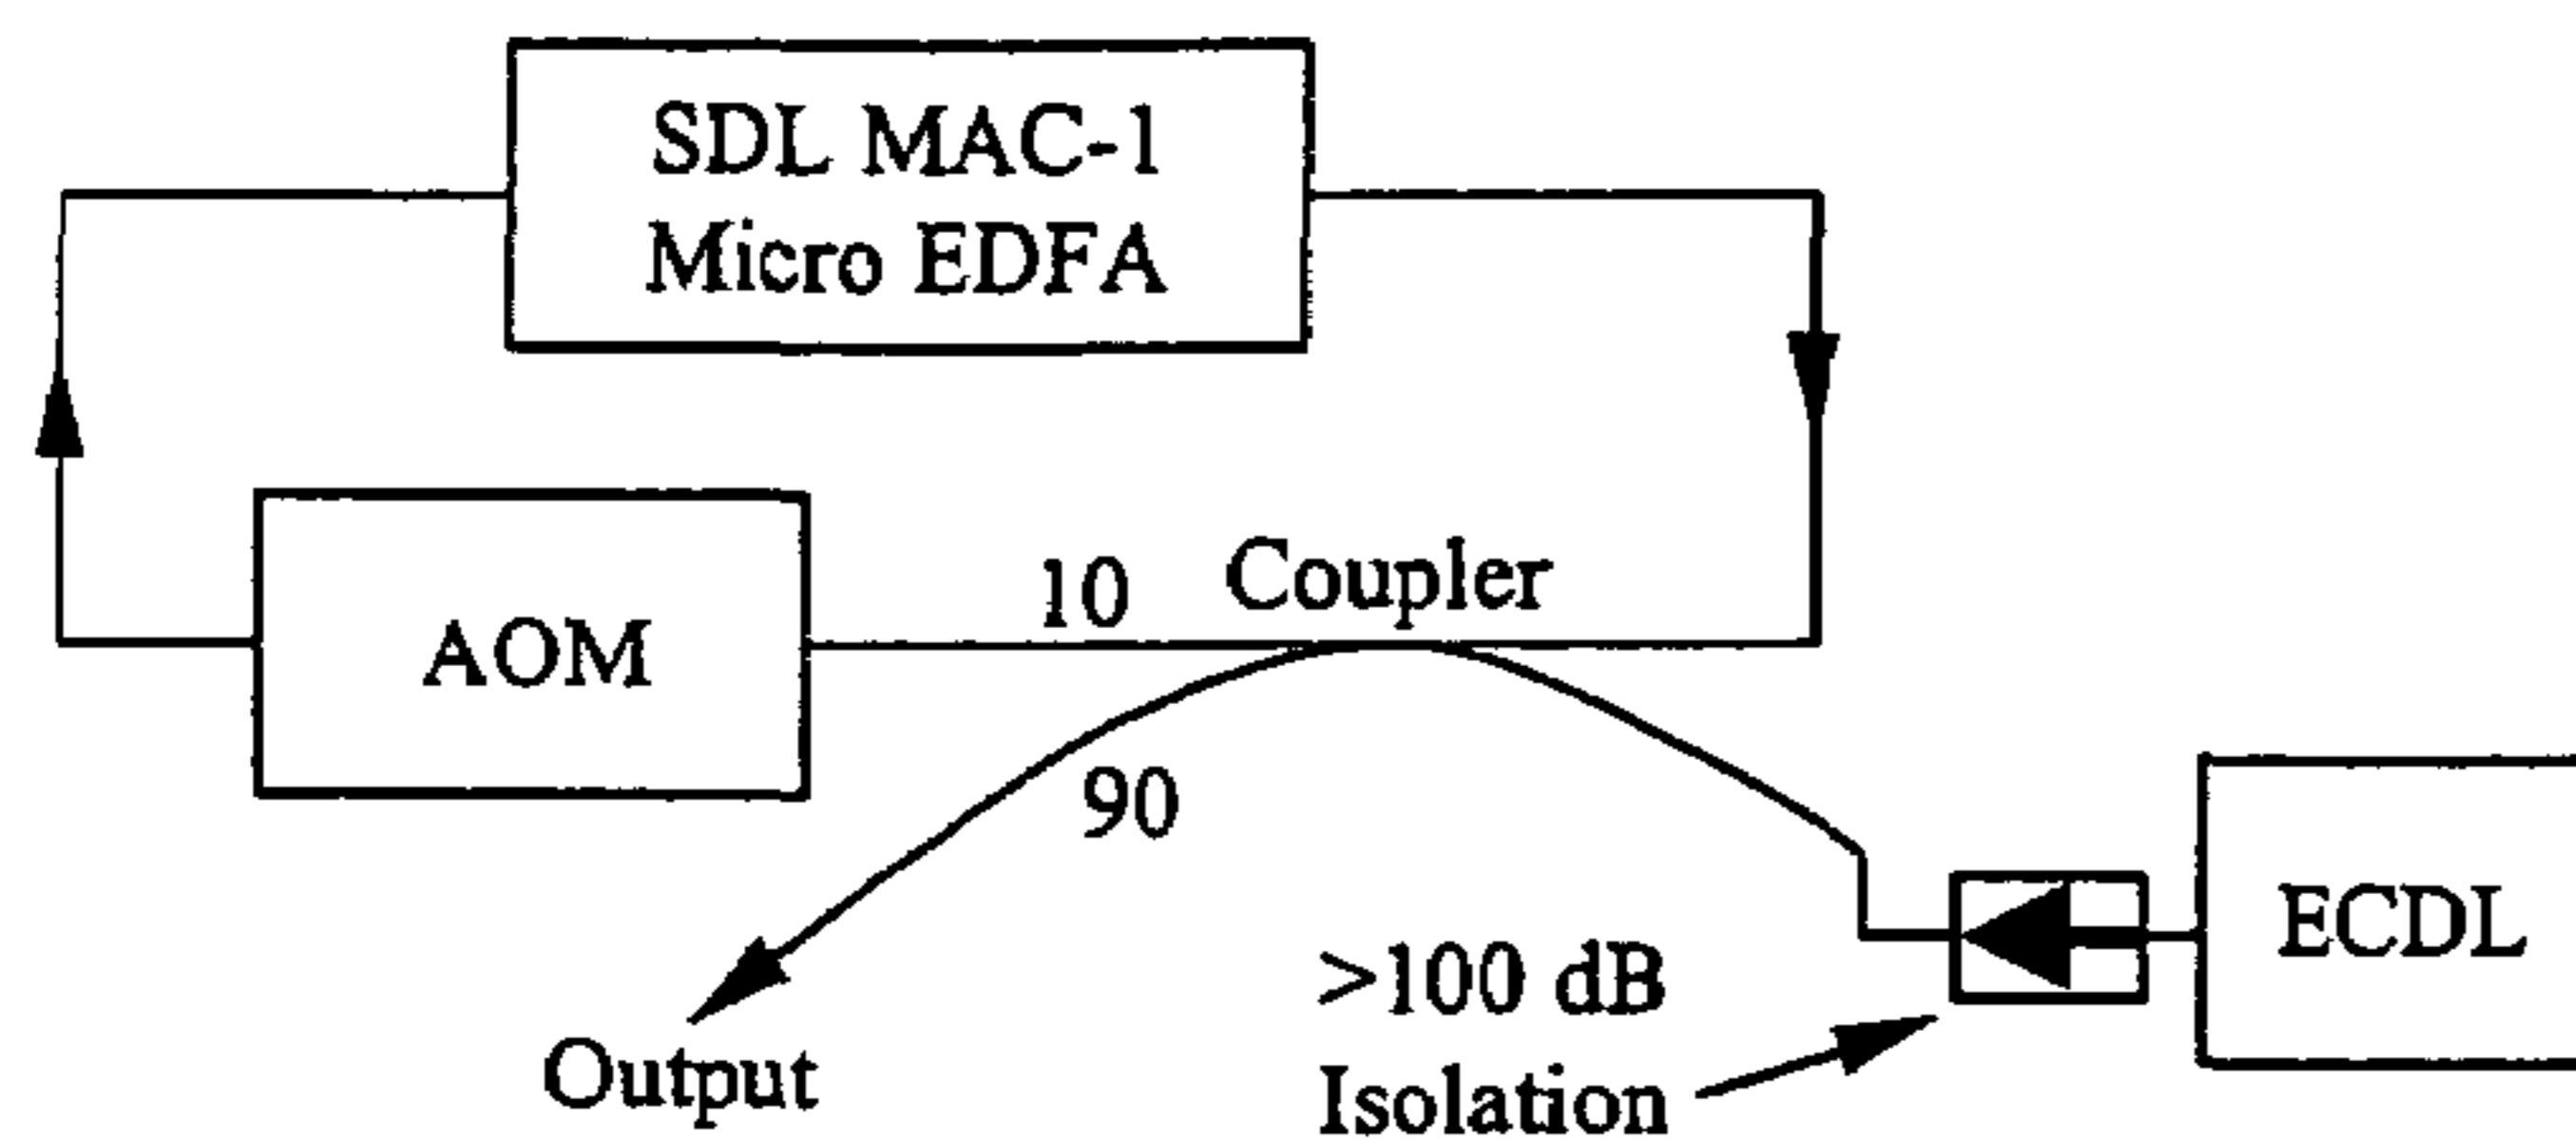 SDL MAC-1
Micro EDFA
AOM
10
Coupler
90
Output
>100 dB
Isolation
ECDL